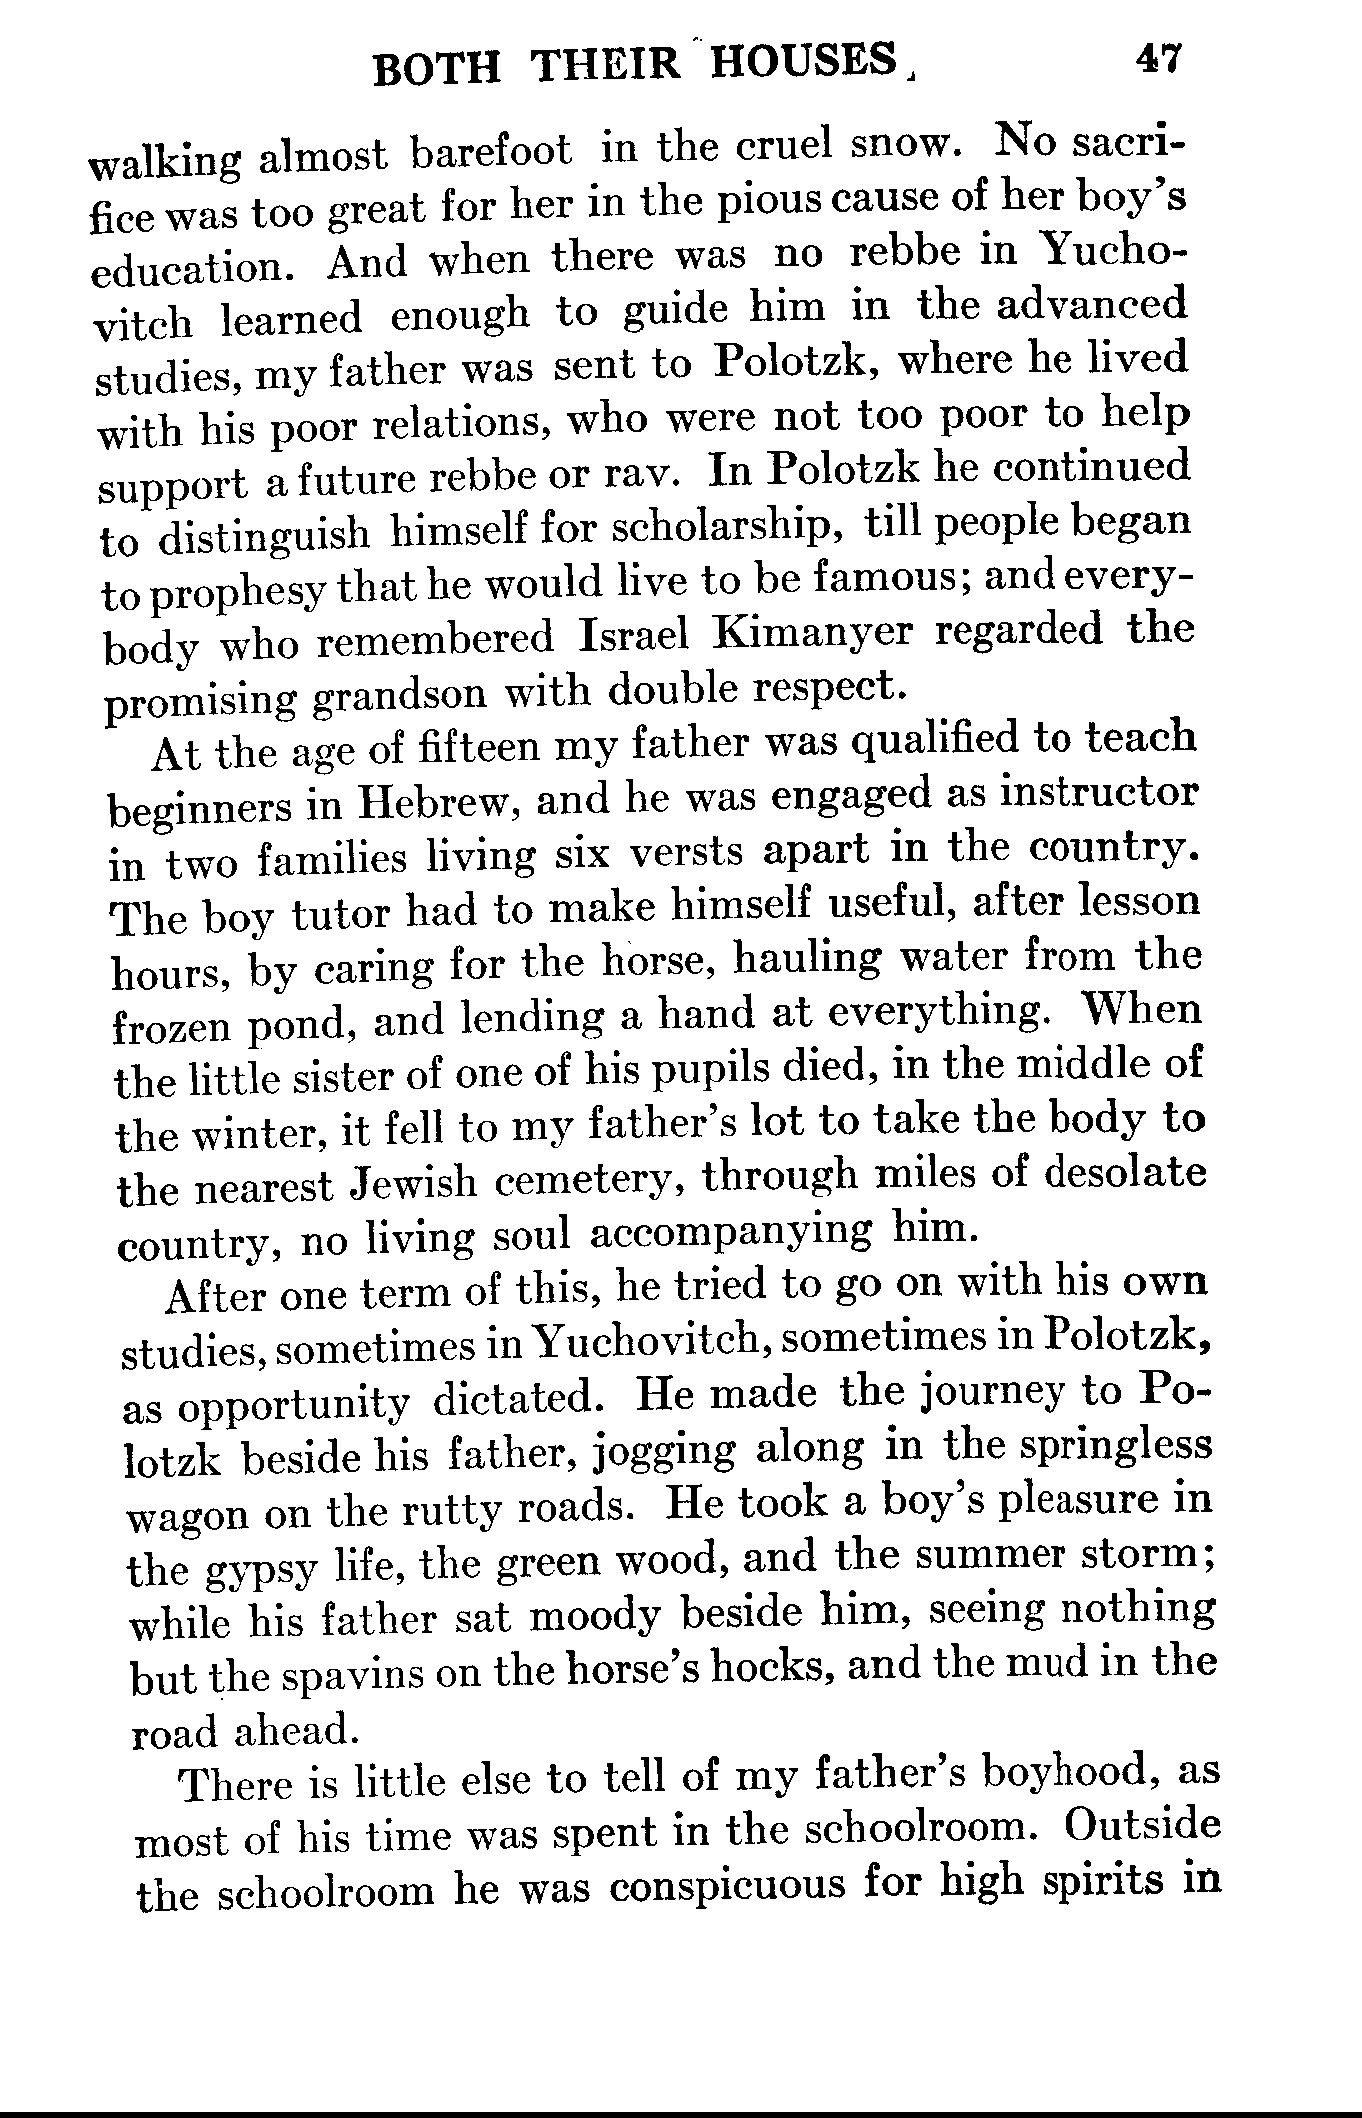 BOTH THEIR HOUSES 47
walking almost barefoot in the cruel snow. No sacri-
fice was too great for her in the pious cause of her boy's
education. And when there was no rebbe in Yucho-
vitch learned enough to guide him in the advanced
studies, my father was sent to Polotzk, where he lived
with his poor relations, who were not too poor to help
support a future rebbe or rav. In Polotzk he continued
to distinguish himself for scholarship, till people began
to prophesy that he would live to be famous; and every-
body who remembered Israel Kimanyer regarded the
promising grandson with double respect.
At the age of fifteen my father was qualified to teach
beginners in Hebrew, and he was engaged as instructor
in two families living six versts apart in the country.
The boy tutor had to make himself useful, after lesson
hours, by caring for the horse, hauling water from the
frozen pond, and lending a hand at everything. When
the little sister of one of his pupils died, in the middle of
the winter, it fell to my father's lot to take the body to
the nearest Jewish cemetery, through miles of desolate
country, no living soul accompanying him.
After one term of this, he tried to go on with his own
studies, sometimes in Yuchovitch, sometimes in Polotzk,
as opportunity dictated. He made the journey to Po-
lotzk beside his father, jogging along in the springless
wagon on the rutty roads. He took a boy's pleasure in
the gypsy life, the green wood, and the summer storm;
while his father sat moody beside him, seeing nothing
but the spavins on the horse's hocks, and the mud in the
road ahead.
There is little else to tell of my father's boyhood, as
most of his time was spent in the schoolroom. Outside
the schoolroom he was conspicuous for high spirits in